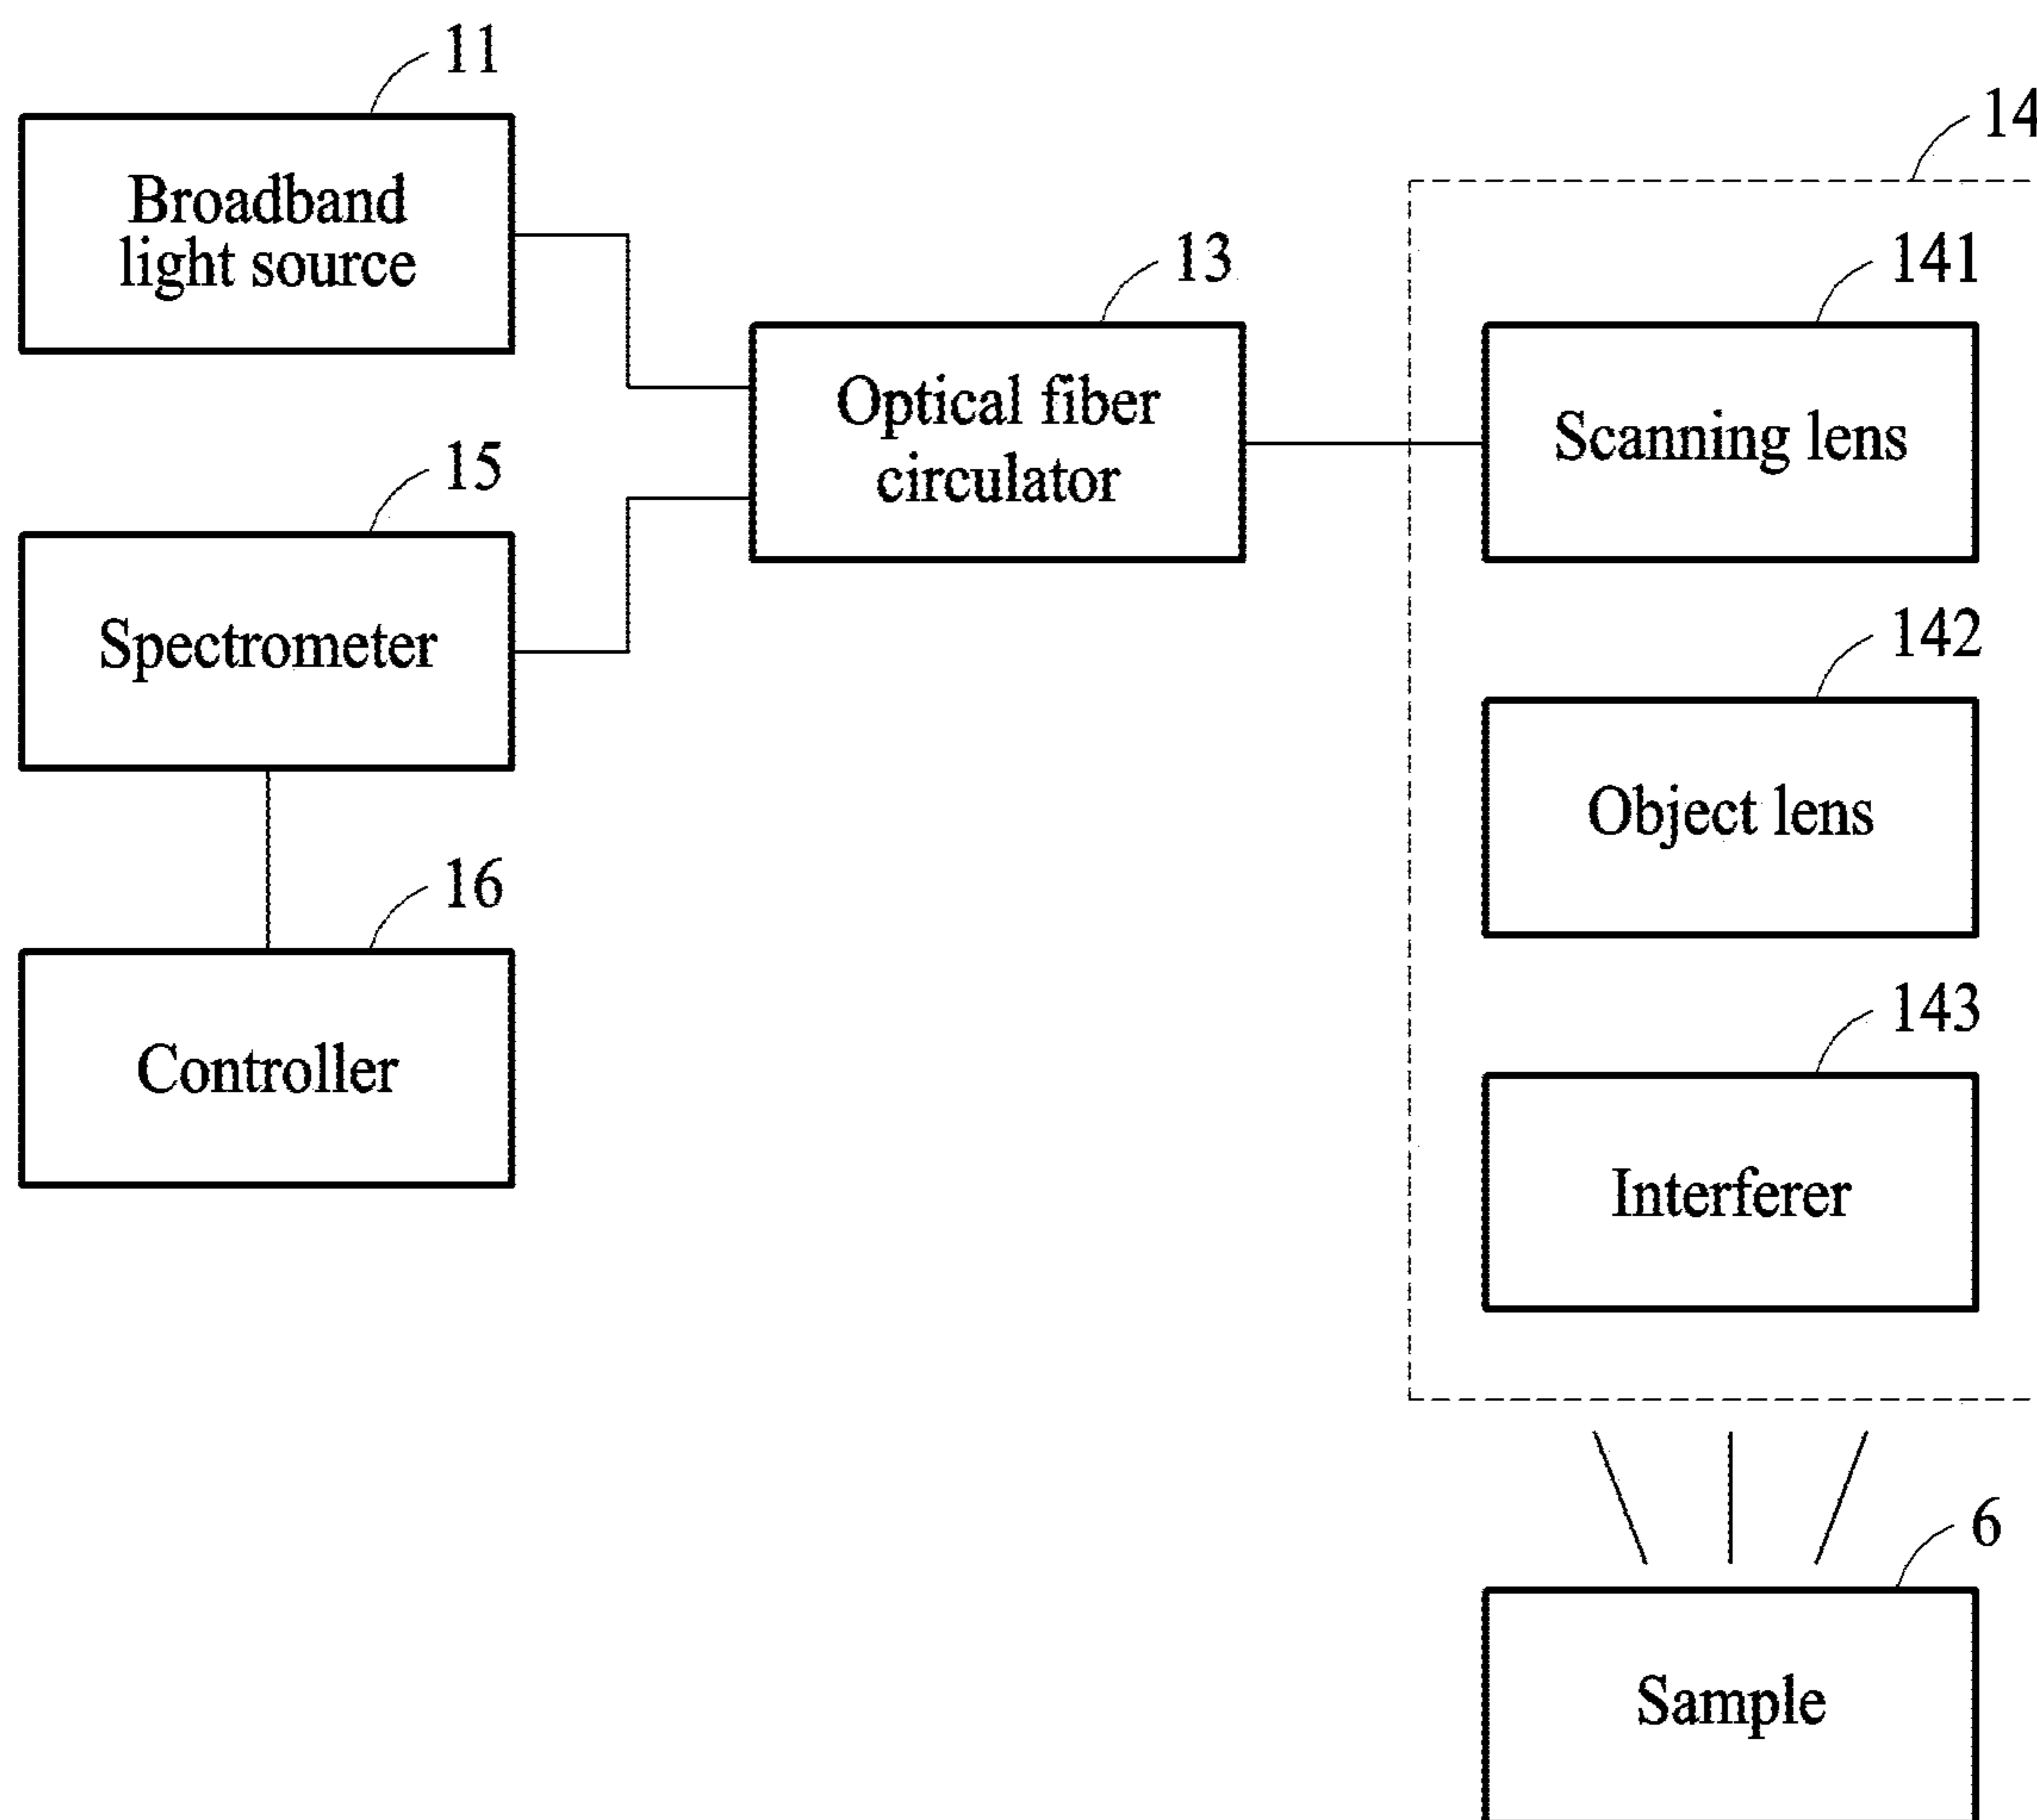 11
Broadband
light source
14
13
Optical fiber
circulator
141
Scanning lens
15
Spectrometer
142
Object lens
16
Controller
143
Interferer
6
Sample